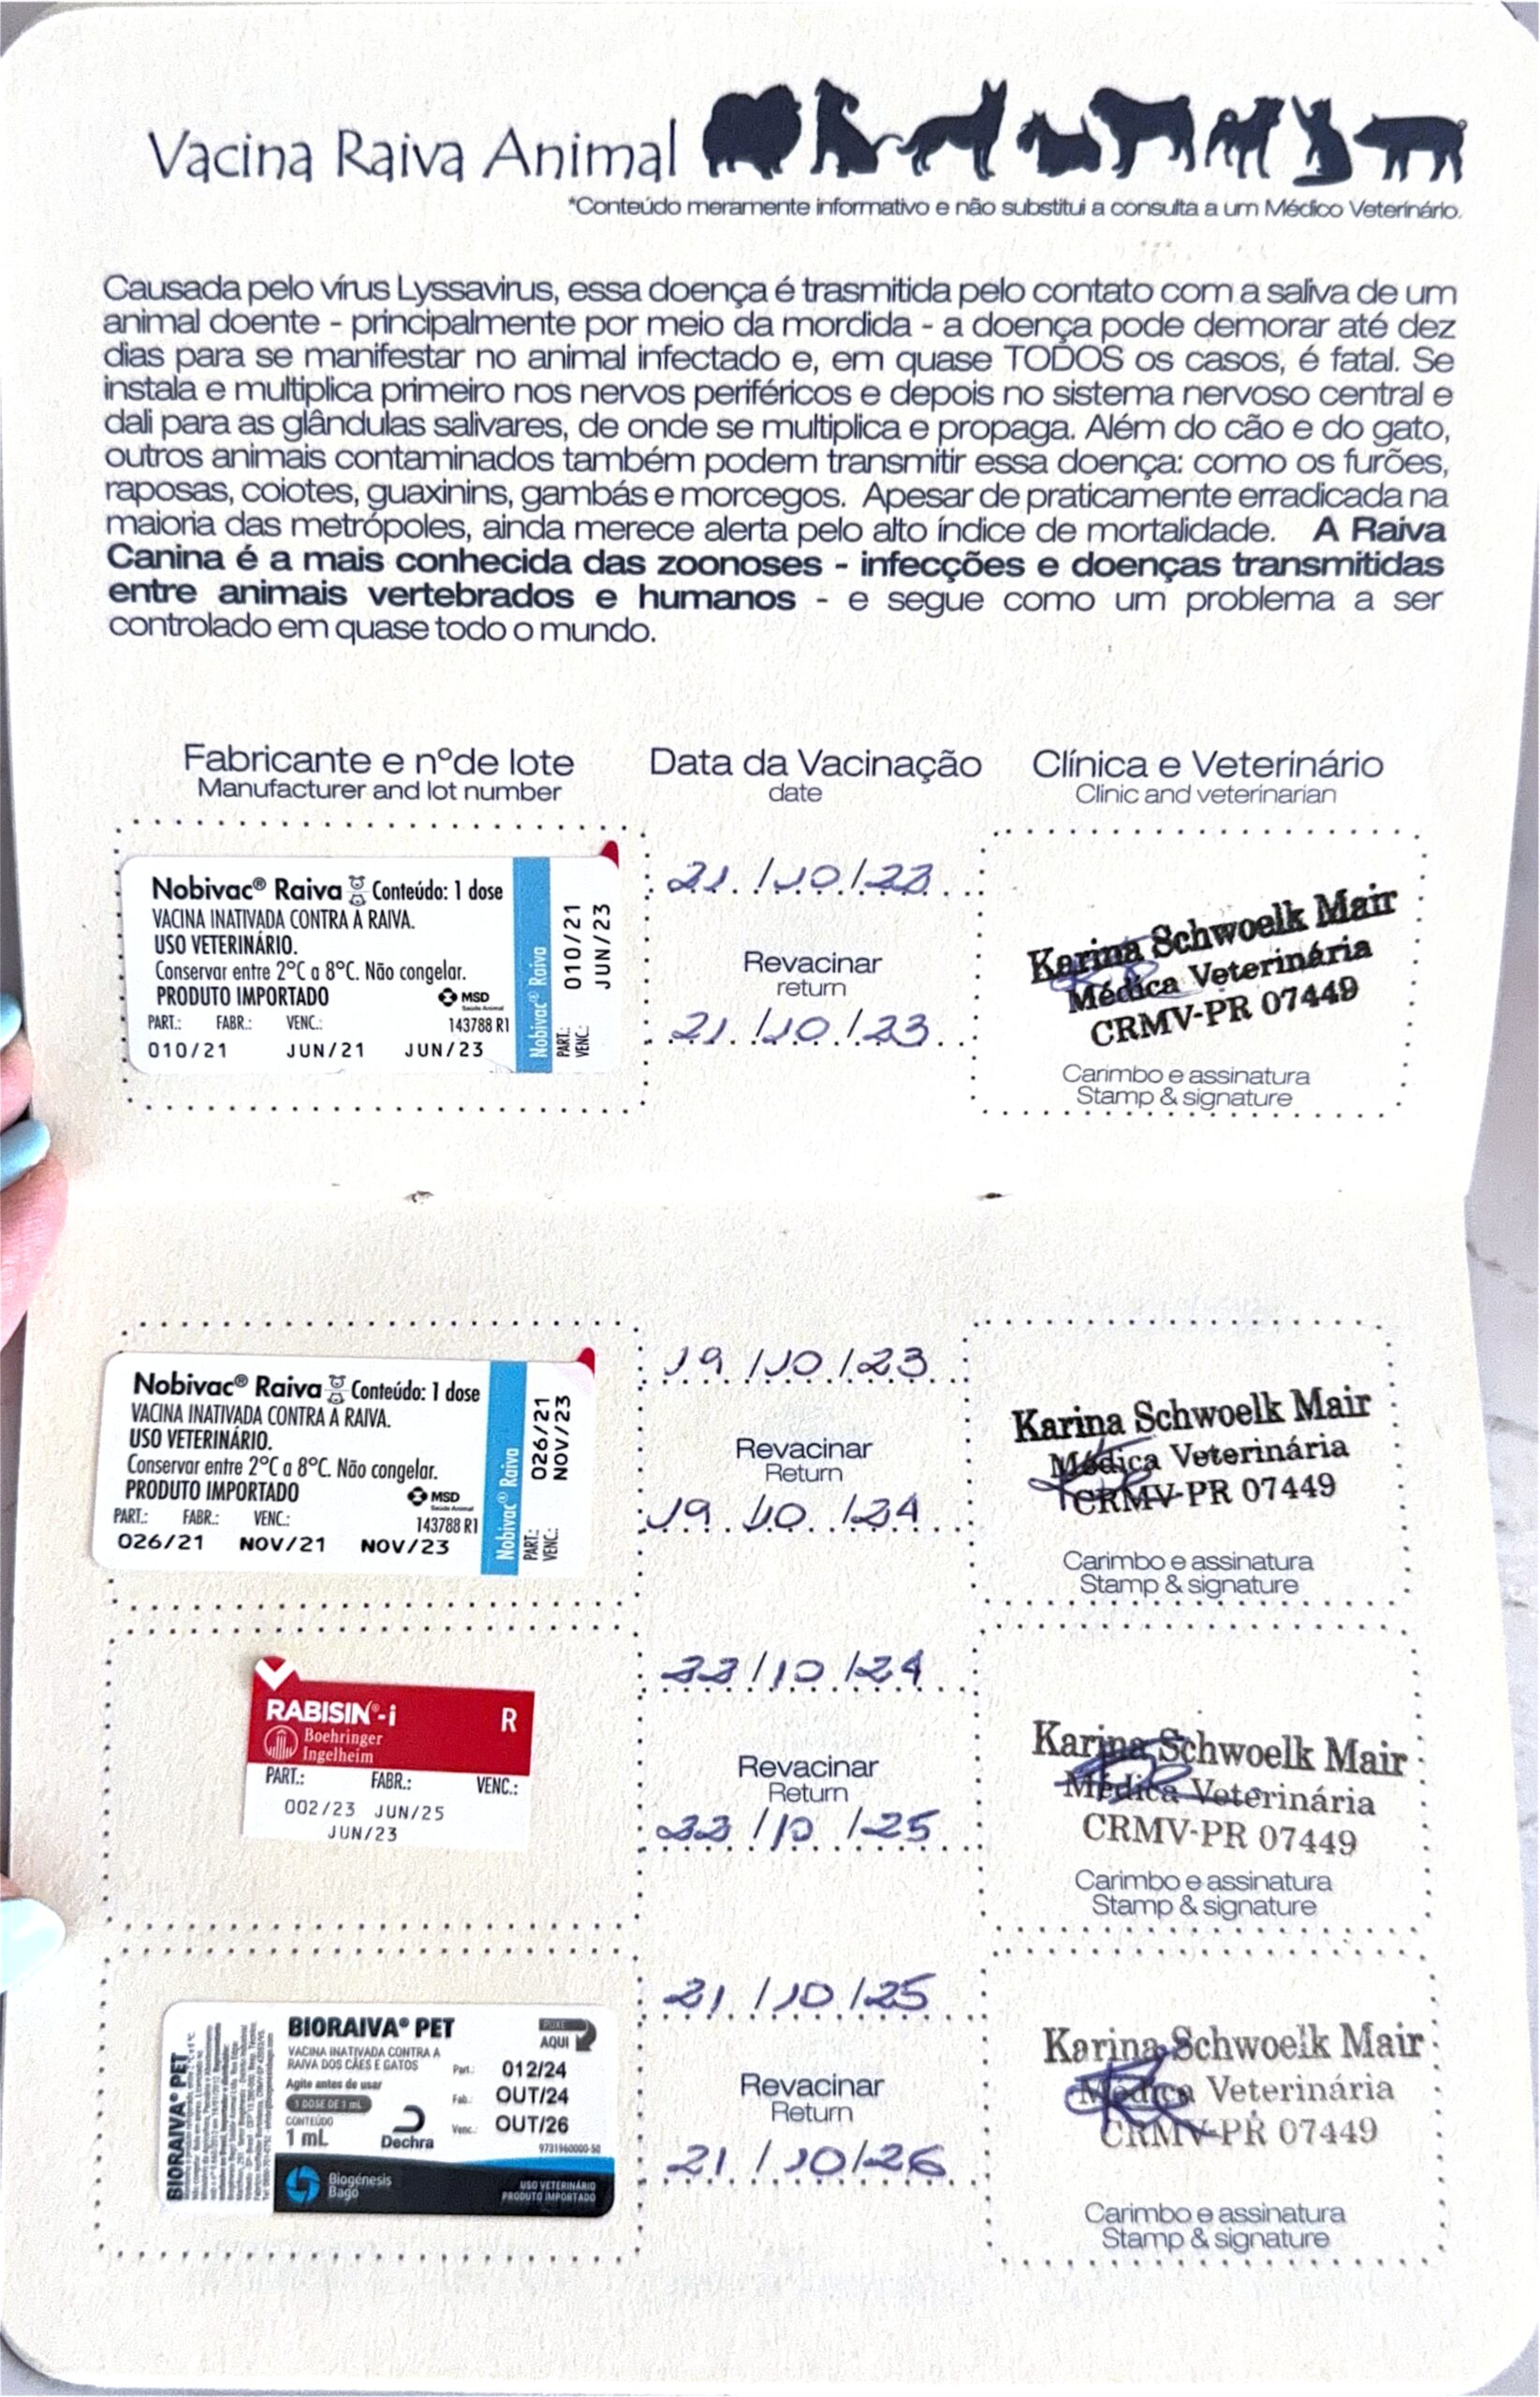 Vacina Raiva Animal
*Conteúdo meramente informativo e não substitui a consulta a um Médico Veterinário.
Causada pelo vírus Lyssavirus, essa doença é trasmitida pelo contato com a saliva de um
animal doente - principalmente por meio da mordida - a doença pode demorar até dez
dias para se manifestar no animal infectado e, em quase TODOS os casos, é fatal. Se
instala e multiplica primeiro nos nervos periféricos e depois no sistema nervoso central e
dali para as glândulas salivares, de onde se multiplica e propaga. Além do cão e do gato,
outros animais contaminados também podem transmitir essa doença: como os furões,
raposas, coiotes, guaxinins, gambás e morcegos. Apesar de praticamente erradicada na
maioria das metrópoles, ainda merece alerta pelo alto índice de mortalidade. A Raiva
Canina é a mais conhecida das zoonoses - infecções e doenças transmitidas
entre animais vertebrados e humanos - e segue como um problema a ser
controlado em quase todo o mundo.
Fabricante e nºde lote
Manufacturer and lot number
Data da Vacinação
date
Clínica e Veterinário
Clinic and veterinarian
Nobivac® Raiva Conteúdo: 1 dose
VACINA INATIVADA CONTRA A RAIVA.
USO VETERINÁRIO.
Conservar entre 2°C a 8°C. Não congelar.
PRODUTO IMPORTADO
MSD
Saúde Animal
PART.: FABR.: VENC.: 143788 R1
010/21 JUN/21 JUN/23
Nobivac® Raiva
PART.: 010/21
VENC.: JUN/23
21/10/22
Revacinar
return
21/10/23
Karina Schwoelk Mair
Médica Veterinária
CRMV-PR 07449
Carimbo e assinatura
Stamp & signature
Nobivac® Raiva Conteúdo: 1 dose
VACINA INATIVADA CONTRA A RAIVA.
USO VETERINÁRIO.
Conservar entre 2°C a 8°C. Não congelar.
PRODUTO IMPORTADO
MSD
Saúde Animal
PART.: FABR.: VENC.: 143788 R1
026/21 NOV/21 NOV/23
Nobivac® Raiva
PART.: 026/21
VENC.: NOV/23
19/10/23
Revacinar
Return
19/10/24
Karina Schwoelk Mair
Médica Veterinária
CRMV-PR 07449
Carimbo e assinatura
Stamp & signature
RABISIN®-i R
Boehringer
Ingelheim
PART.: FABR.: VENC.:
002/23 JUN/25
JUN/23
22/10/24
Revacinar
Return
22/10/25
Karina Schwoelk Mair
Médica Veterinária
CRMV-PR 07449
Carimbo e assinatura
Stamp & signature
BIORAIVA® PET
BIORAIVA® PET
VACINA INATIVADA CONTRA A
RAIVA DOS CÃES E GATOS
Agite antes de usar
1 DOSE DE 1 mL
CONTEÚDO
1 mL
Dechra
PUXE
AQUI
Part.: 012/24
Fab.: OUT/24
Venc.: OUT/26
9731960000-50
Biogénesis
Bagó
USO VETERINÁRIO
PRODUTO IMPORTADO
21/10/25
Revacinar
Return
21/10/26
Karina Schwoelk Mair
Médica Veterinária
CRMV-PR 07449
Carimbo e assinatura
Stamp & signature